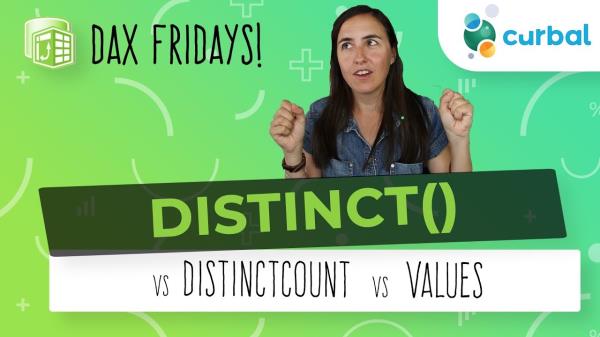 DAX FRIDAYS!
curbal
DISTINCT()
VS DISTINCTCOUNT VS VALUES